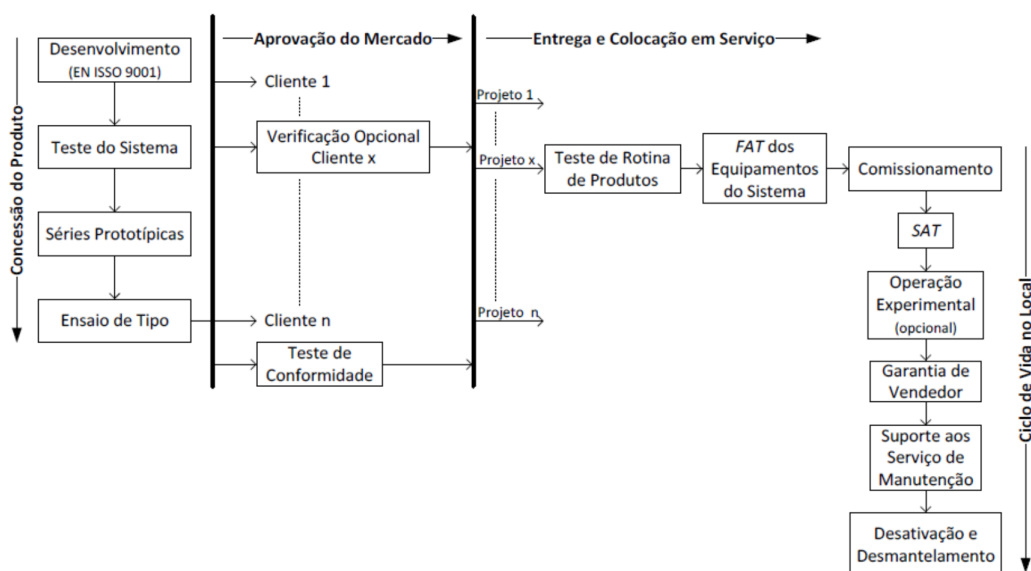 Concessão do Produto
Desenvolvimento
(EN ISSO 9001)
Teste do Sistema
Séries Prototípicas
Ensaio de Tipo
Aprovação do Mercado
Cliente 1
Verificação Opcional
Cliente x
Cliente n
Teste de
Conformidade
Entrega e Colocação em Serviço
Projeto 1
Projeto x
Projeto n
Teste de Rotina
de Produtos
FAT dos
Equipamentos
do Sistema
Comissionamento
SAT
Operação
Experimental
(opcional)
Garantia de
Vendedor
Suporte aos
Serviço de
Manutenção
Desativação e
Desmantelamento
Ciclo de Vida no Local